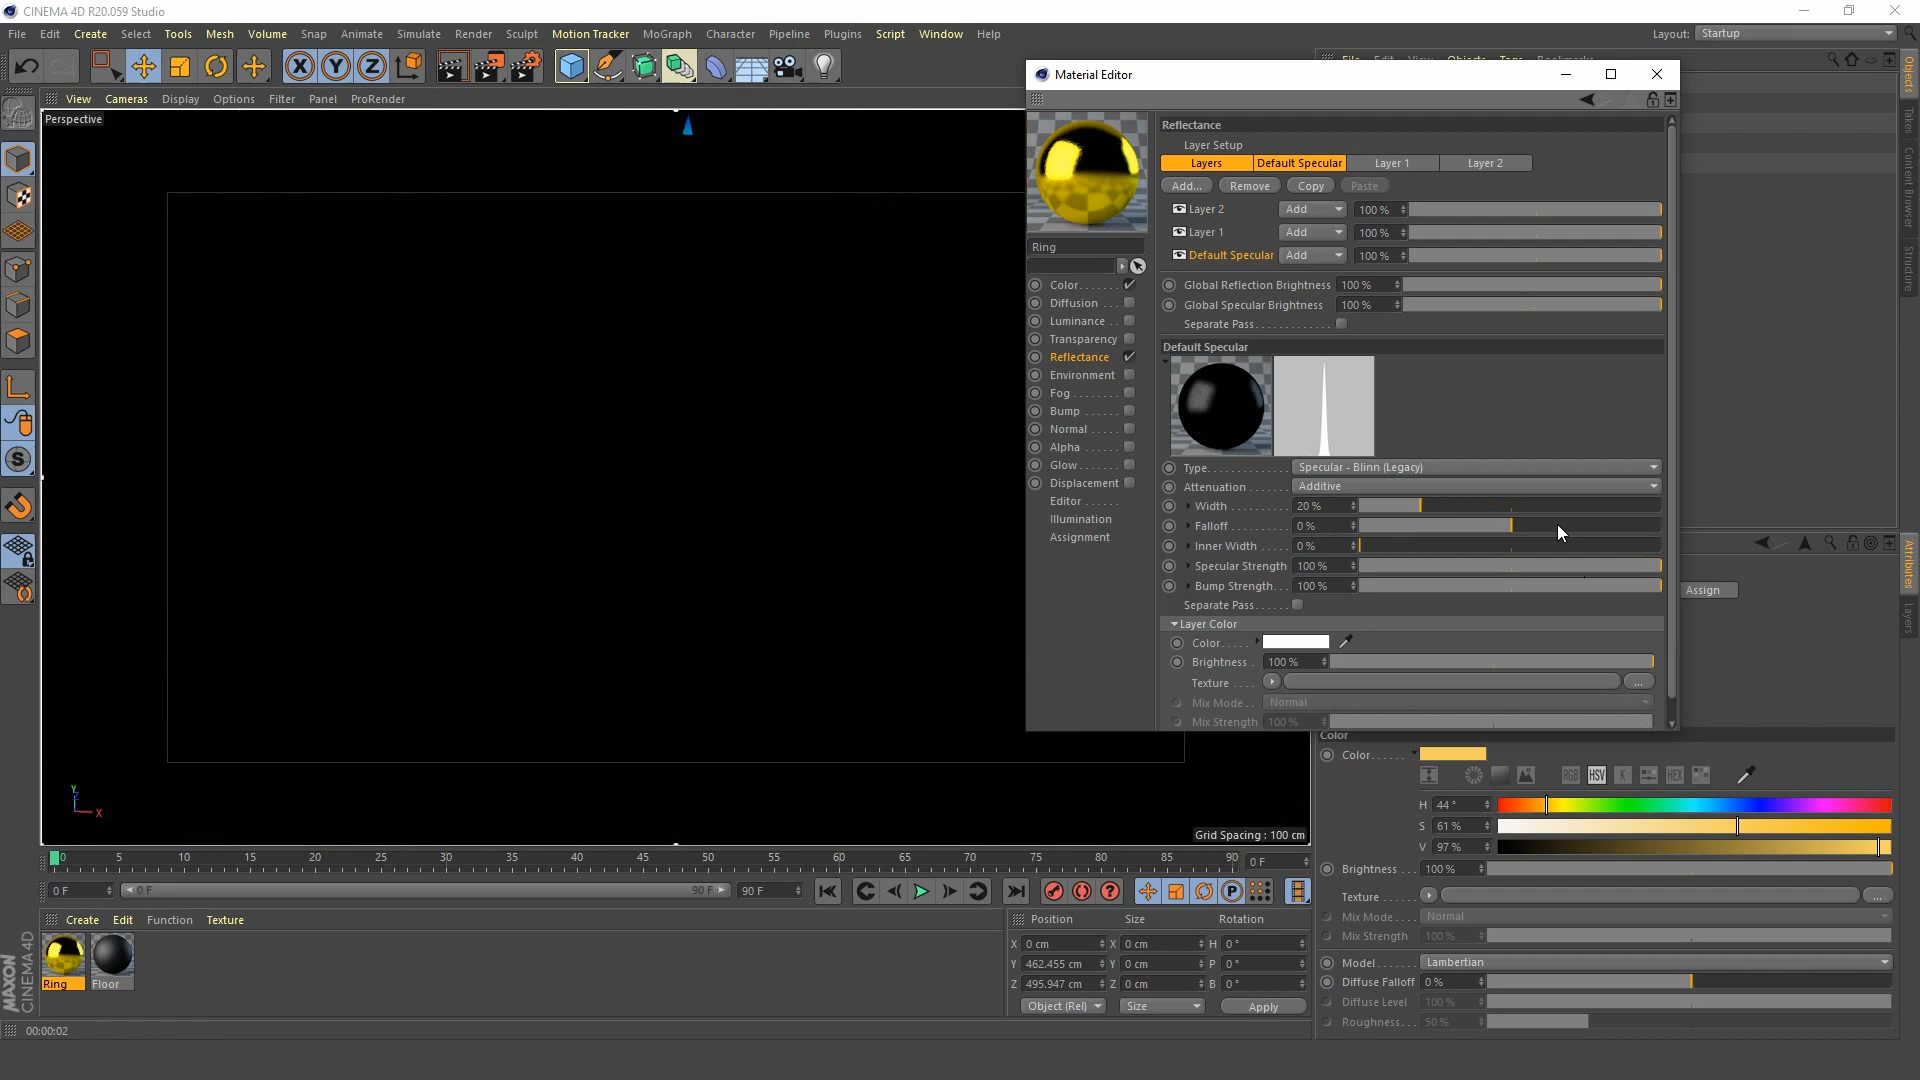 CINEMA 4D R20.059 Studio
File Edit Create Select Tools Mesh Volume Snap Animate Simulate Render Sculpt Motion Tracker MoGraph Character Pipeline Plugins Script Window Help
Layout: Startup
View Cameras Display Options Filter Panel ProRender
Perspective
Material Editor
Reflectance
Layer Setup
Layers Default Specular Layer 1 Layer 2
Add... Remove Copy Paste
Layer 2 Add 100 %
Layer 1 Add 100 %
Default Specular Add 100 %
Global Reflection Brightness 100 %
Global Specular Brightness 100 %
Separate Pass
Default Specular
Type Specular - Blinn (Legacy)
Attenuation Additive
Width 20 %
Falloff 0 %
Inner Width 0 %
Specular Strength 100 %
Bump Strength 100 %
Separate Pass
Layer Color
Color
Brightness 100 %
Texture ...
Mix Mode Normal
Mix Strength 100 %
Ring
Color
Diffusion
Luminance
Transparency
Reflectance
Environment
Fog
Bump
Normal
Alpha
Glow
Displacement
Editor
Illumination
Assignment
Objects
Takes
Content Browser
Structure
Attributes
Layers
Assign
Color
Color
RGB HSV K HEX
H 44 °
S 61 %
V 97 %
Brightness 100 %
Texture ...
Mix Mode Normal
Mix Strength 100 %
Model Lambertian
Diffuse Falloff 0 %
Diffuse Level 100 %
Roughness 50 %
Y
Z
X
Grid Spacing : 100 cm
0 5 10 15 20 25 30 35 40 45 50 55 60 65 70 75 80 85 90 0 F
0 F 0 F 90 F 90 F
Create Edit Function Texture
Ring Floor
Position Size Rotation
X 0 cm X 0 cm H 0 °
Y 462.455 cm Y 0 cm P 0 °
Z 495.947 cm Z 0 cm B 0 °
Object (Rel) Size Apply
MAXON CINEMA 4D
00:00:02